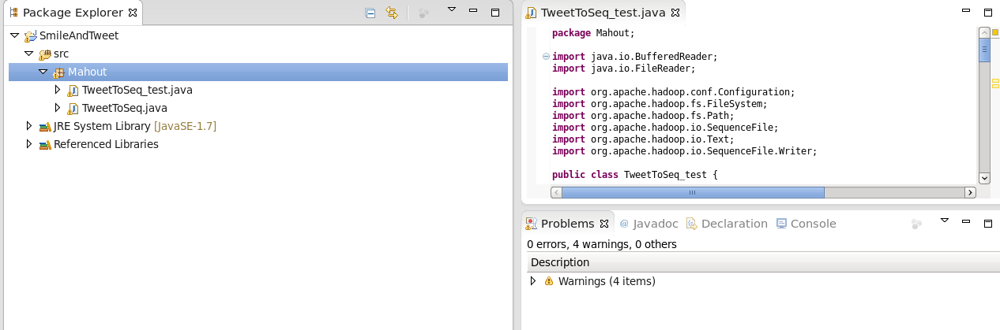 Package Explorer
SmileAndTweet
src
Mahout
TweetToSeq_test.java
TweetToSeq.java
JRE System Library [JavaSE-1.7]
Referenced Libraries
TweetToSeq_test.java
package Mahout;
import java.io.BufferedReader;
import java.io.FileReader;
import org.apache.hadoop.conf.Configuration;
import org.apache.hadoop.fs.FileSystem;
import org.apache.hadoop.fs.Path;
import org.apache.hadoop.io.SequenceFile;
import org.apache.hadoop.io.Text;
import org.apache.hadoop.io.SequenceFile.Writer;
public class TweetToSeq_test {
Problems @ Javadoc Declaration Console
0 errors, 4 warnings, 0 others
Description
Warnings (4 items)